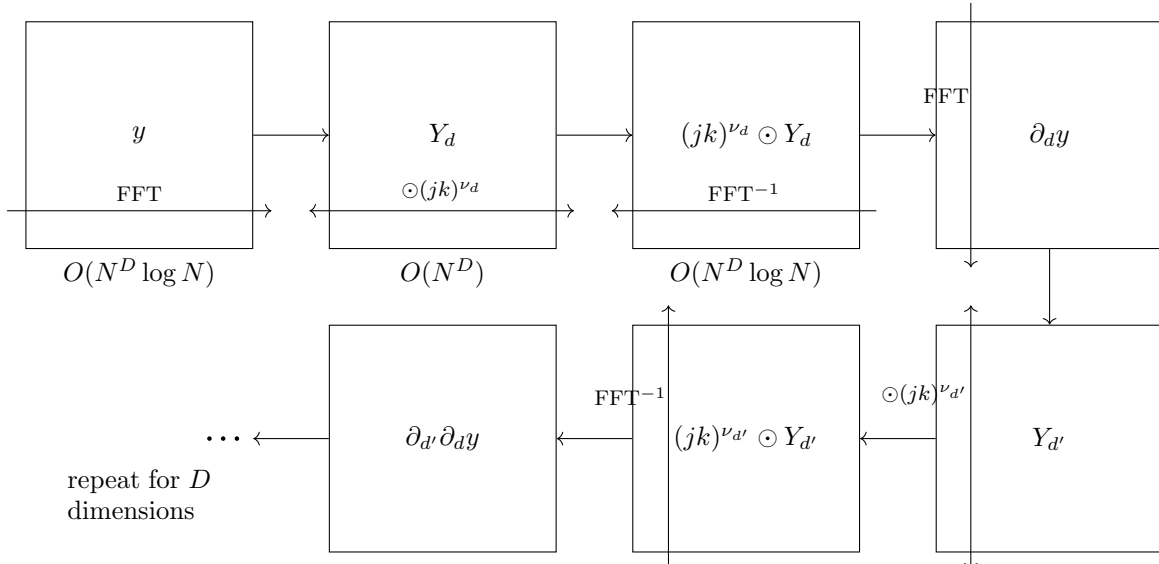 y
Y_d
(jk)^{ν_d} ⊙ Y_d
FFT
∂_d y
FFT
⊙(jk)^{ν_d}
FFT^{−1}
O(N^D log N)
O(N^D)
O(N^D log N)
FFT^{−1}
⊙(jk)^{ν_{d′}}
···
∂_{d′}∂_d y
(jk)^{ν_{d′}} ⊙ Y_{d′}
Y_{d′}
repeat for D
dimensions